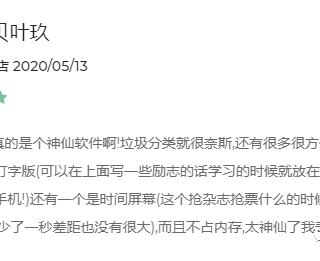 贝叶玖
店 2020/05/13
真的是个神仙软件啊!垃圾分类就很奈斯,还有很多很方
打字版(可以在上面写一些励志的话学习的时候就放在
手机!)还有一个是时间屏幕(这个抢杂志抢票什么的时候
少了一秒差距也没有很大),而且不占内存,太神仙了我